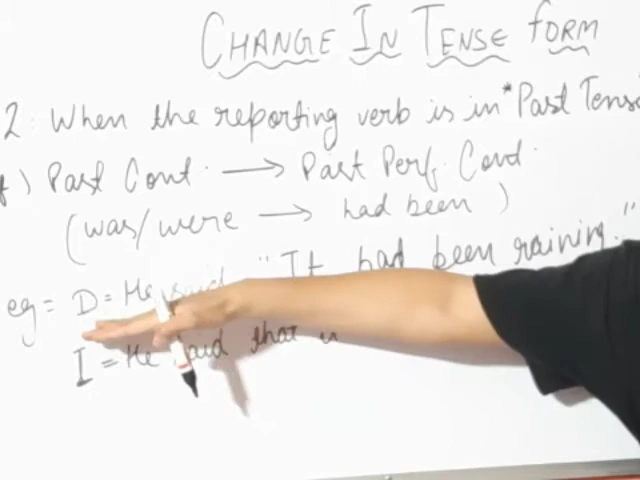 CHANGE IN TENSE FORM
2. When the reporting verb is in "Past Tense
f) Past Cont. → Past Perf. Cont.
(was/were → had been)
eg = D = He said "It had been raining."
I = He said that